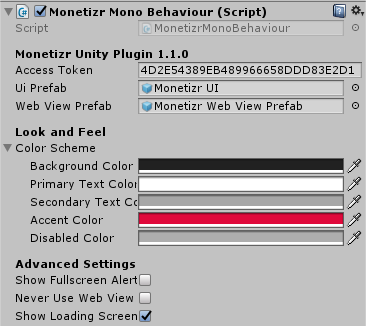 Monetizr Mono Behaviour (Script)
Script MonetizrMonoBehaviour
Monetizr Unity Plugin 1.1.0
Access Token 4D2E54389EB489966658DDD83E2D1
Ui Prefab Monetizr UI
Web View Prefab Monetizr Web View Prefab
Look and Feel
Color Scheme
Background Color
Primary Text Color
Secondary Text Co
Accent Color
Disabled Color
Advanced Settings
Show Fullscreen Alert
Never Use Web View
Show Loading Screen